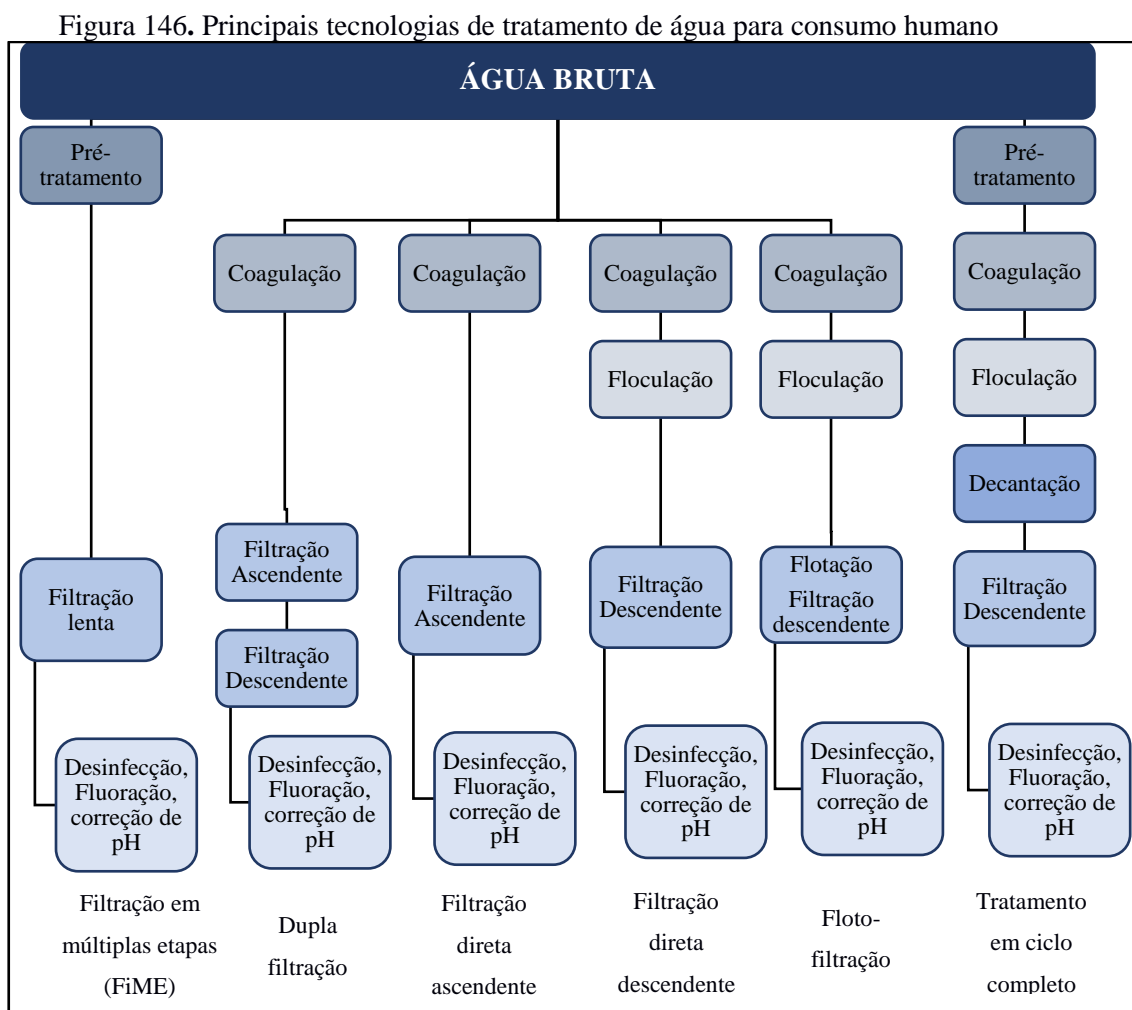 Figura 146. Principais tecnologias de tratamento de água para consumo humano
ÁGUA BRUTA
Pré-
tratamento
Filtração
lenta
Desinfecção,
Fluoração,
correção de
pH
Filtração em
múltiplas etapas
(FiME)
Coagulação
Filtração
Ascendente
Filtração
Descendente
Desinfecção,
Fluoração,
correção de
pH
Dupla
filtração
Coagulação
Filtração
Ascendente
Desinfecção,
Fluoração,
correção de
pH
Filtração
direta
ascendente
Coagulação
Floculação
Filtração
Descendente
Desinfecção,
Fluoração,
correção de
pH
Filtração
direta
descendente
Coagulação
Floculação
Flotação
Filtração
descendente
Desinfecção,
Fluoração,
correção de
pH
Floto-
filtração
Pré-
tratamento
Coagulação
Floculação
Decantação
Filtração
Descendente
Desinfecção,
Fluoração,
correção de
pH
Tratamento
em ciclo
completo